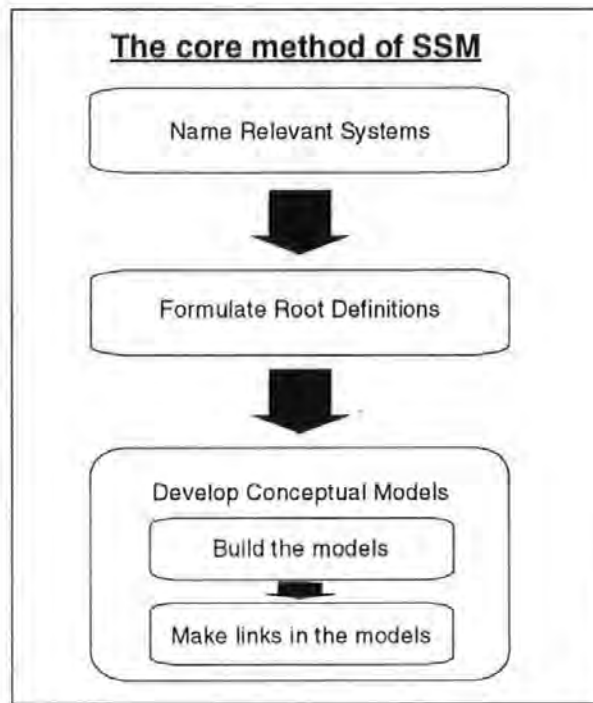 The core method of SSM
Name Relevant Systems
Formulate Root Definitions
Develop Conceptual Models
Build the models
Make links in the models